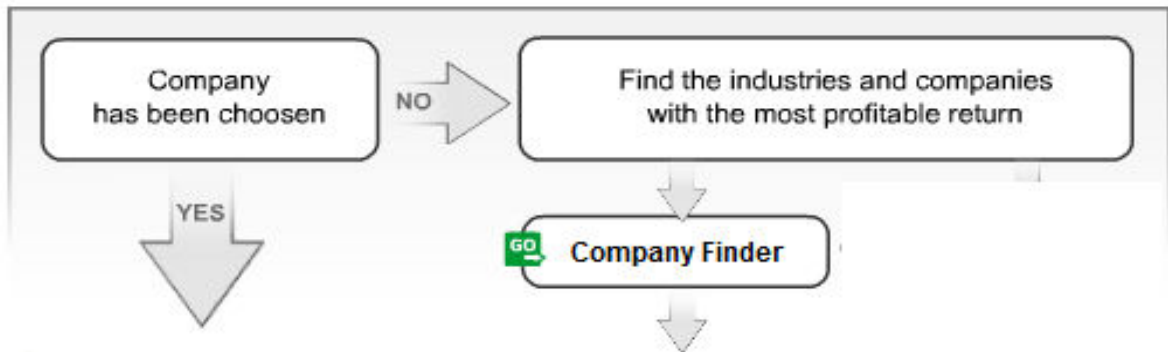 Company
has been choosen
NO
Find the industries and companies
with the most profitable return
YES
GO
Company Finder